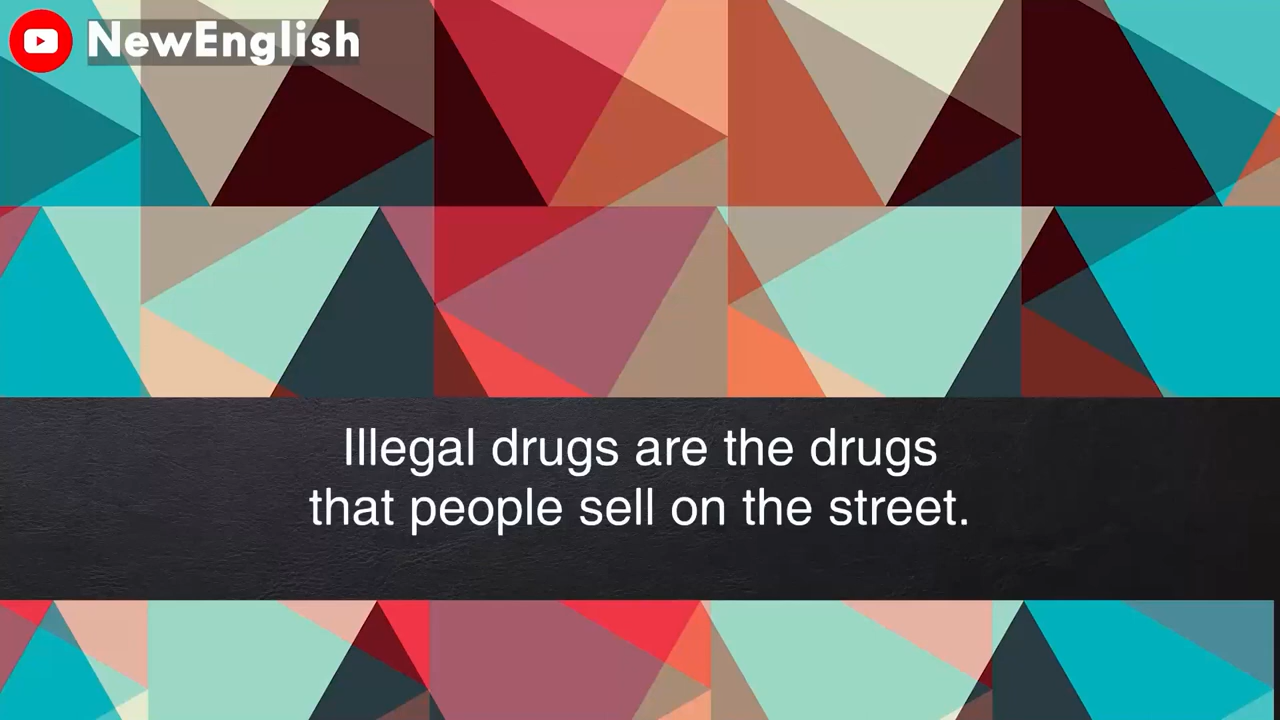 NewEnglish
Illegal drugs are the drugs
that people sell on the street.